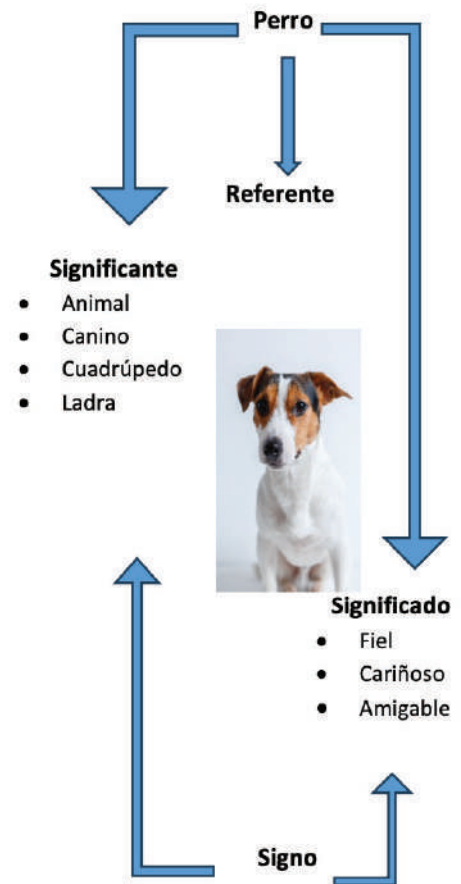 Perro
Referente
Significante
• Animal
• Canino
• Cuadrúpedo
• Ladra
Significado
• Fiel
• Cariñoso
• Amigable
Signo